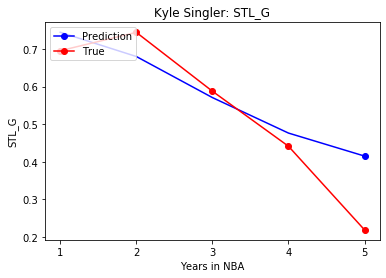 Kyle Singler: STL_G
Prediction
True
0.7
0.6
0.5
0.4
0.3
0.2
STL_G
1 2 3 4 5
Years in NBA